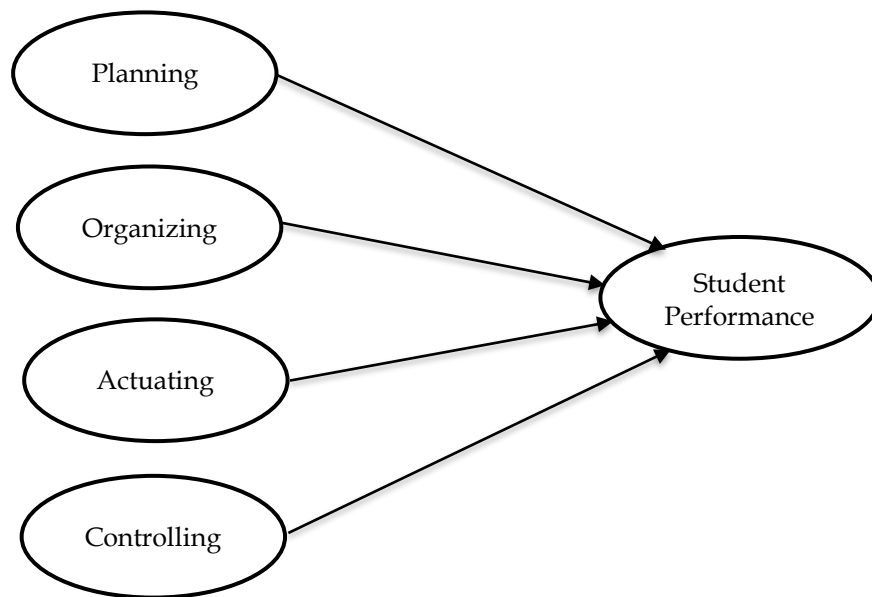 Planning
Organizing
Student
Performance
Actuating
Controlling